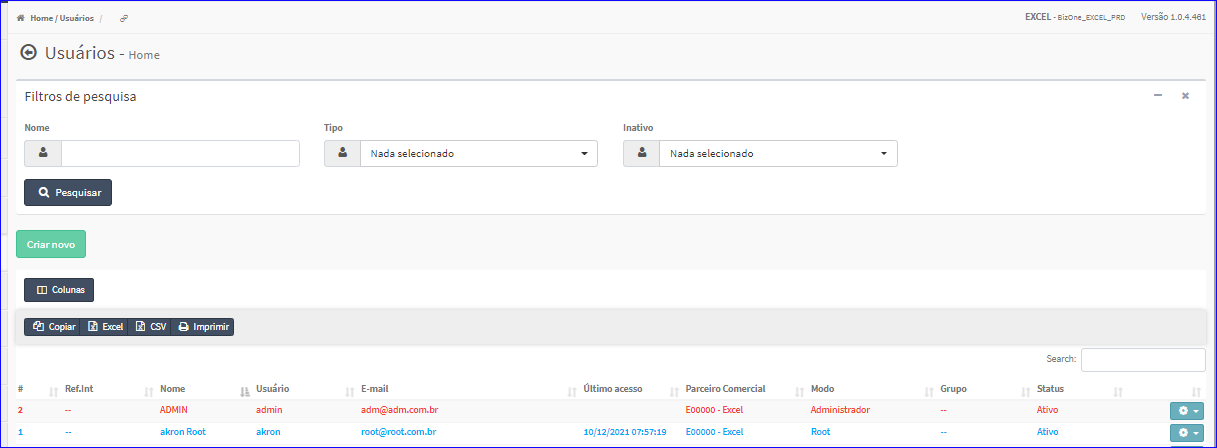 Home / Usuários /
EXCEL - BizOne_EXCEL_PRD Versão 1.0.4.461
Usuários - Home
Filtros de pesquisa
Nome Tipo Inativo
Nada selecionado Nada selecionado
Pesquisar
Criar novo
Colunas
Copiar Excel CSV Imprimir
Search:
# Ref.Int Nome Usuário E-mail Último acesso Parceiro Comercial Modo Grupo Status
2 -- ADMIN admin adm@adm.com.br E00000 - Excel Administrador -- Ativo
1 -- akron Root akron root@root.com.br 10/12/2021 07:57:19 E00000 - Excel Root -- Ativo